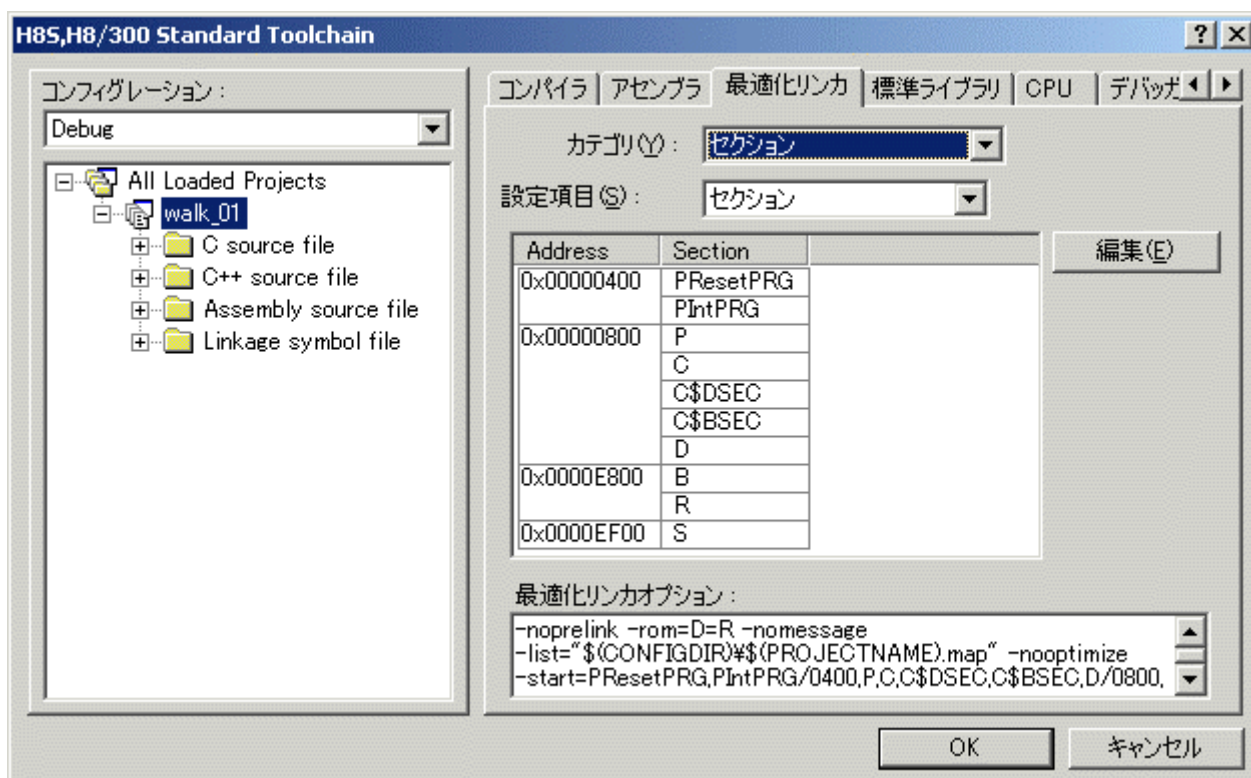 H8S,H8/300 Standard Toolchain
コンフィグレーション :
Debug
All Loaded Projects
walk_01
C source file
C++ source file
Assembly source file
Linkage symbol file
コンパイラ アセンブラ 最適化リンカ 標準ライブラリ CPU デバッガ
カテゴリ(Y) : セクション
設定項目(S) : セクション
Address Section
0x00000400 PResetPRG
PIntPRG
0x00000800 P
C
C$DSEC
C$BSEC
D
0x0000E800 B
R
0x0000EF00 S
編集(E)
最適化リンカオプション :
-noprelink -rom=D=R -nomessage
-list="$(CONFIGDIR)¥$(PROJECTNAME).map" -nooptimize
-start=PResetPRG,PIntPRG/0400,P,C,C$DSEC,C$BSEC,D/0800,
OK キャンセル